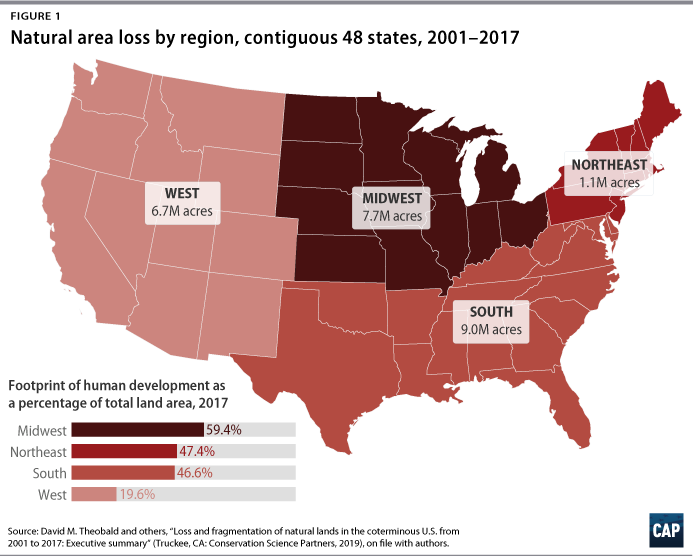 FIGURE 1
Natural area loss by region, contiguous 48 states, 2001–2017
NORTHEAST
1.1M acres
WEST
6.7M acres
MIDWEST
7.7M acres
SOUTH
9.0M acres
Footprint of human development as
a percentage of total land area, 2017
Midwest 59.4%
Northeast 47.4%
South 46.6%
West 19.6%
Source: David M. Theobald and others, “Loss and fragmentation of natural lands in the coterminous U.S. from
2001 to 2017: Executive summary” (Truckee, CA: Conservation Science Partners, 2019), on file with authors.
CAP